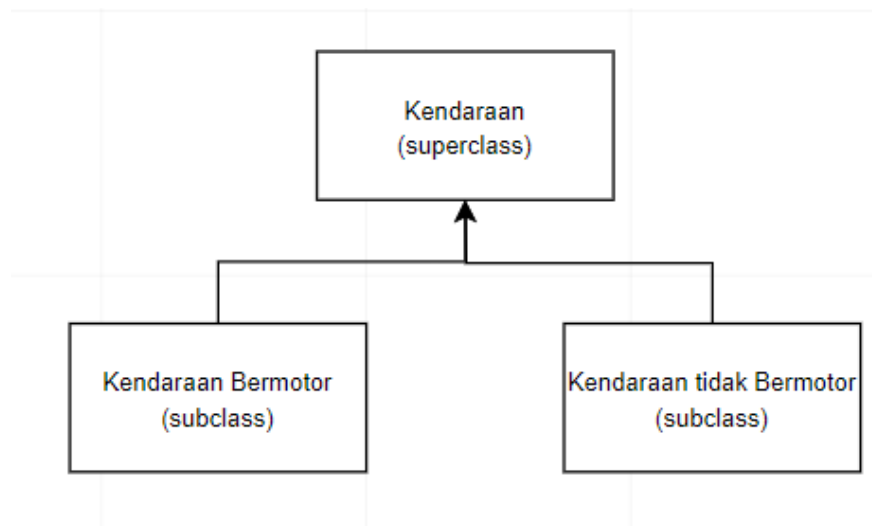 Kendaraan
(superclass)
Kendaraan Bermotor
(subclass)
Kendaraan tidak Bermotor
(subclass)